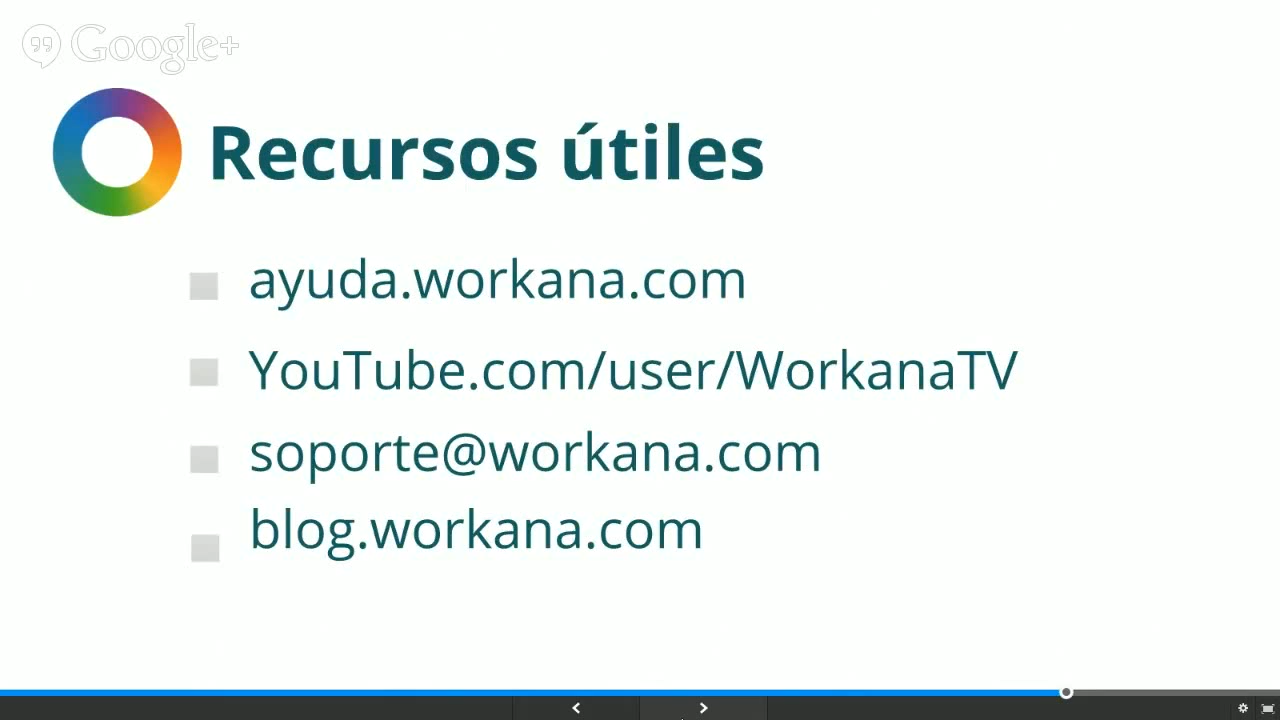 Google+
Recursos útiles
ayuda.workana.com
YouTube.com/user/WorkanaTV
soporte@workana.com
blog.workana.com